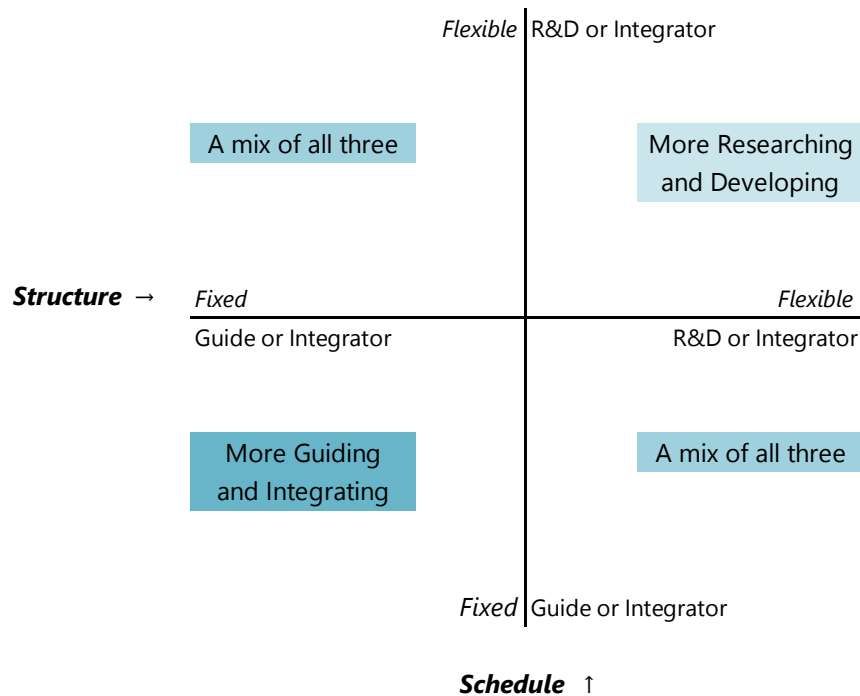 Flexible R&D or Integrator
A mix of all three
More Researching
and Developing
Structure →
Fixed
Flexible
Guide or Integrator
R&D or Integrator
More Guiding
and Integrating
A mix of all three
Fixed Guide or Integrator
Schedule ↑